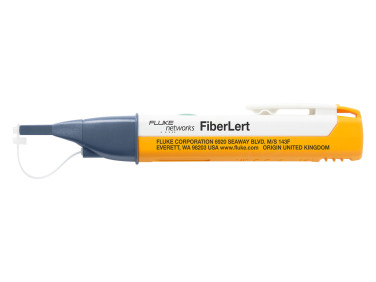 FLUKE
networks
FiberLert
FLUKE CORPORATION 6920 SEAWAY BLVD. M/S 143F
EVERETT, WA 98203 USA www.fluke.com ORIGIN UNITED KINGDOM